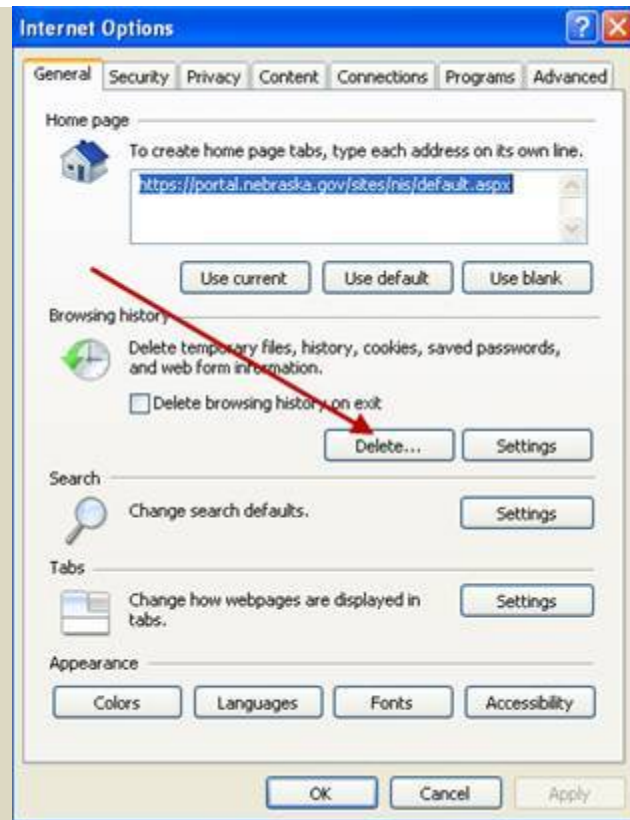 Internet Options
General Security Privacy Content Connections Programs Advanced
Home page
To create home page tabs, type each address on its own line.
https://portal.nebraska.gov/sites/nis/default.aspx
Use current Use default Use blank
Browsing history
Delete temporary files, history, cookies, saved passwords,
and web form information.
Delete browsing history on exit
Delete... Settings
Search
Change search defaults. Settings
Tabs
Change how webpages are displayed in Settings
tabs.
Appearance
Colors Languages Fonts Accessibility
OK Cancel Apply